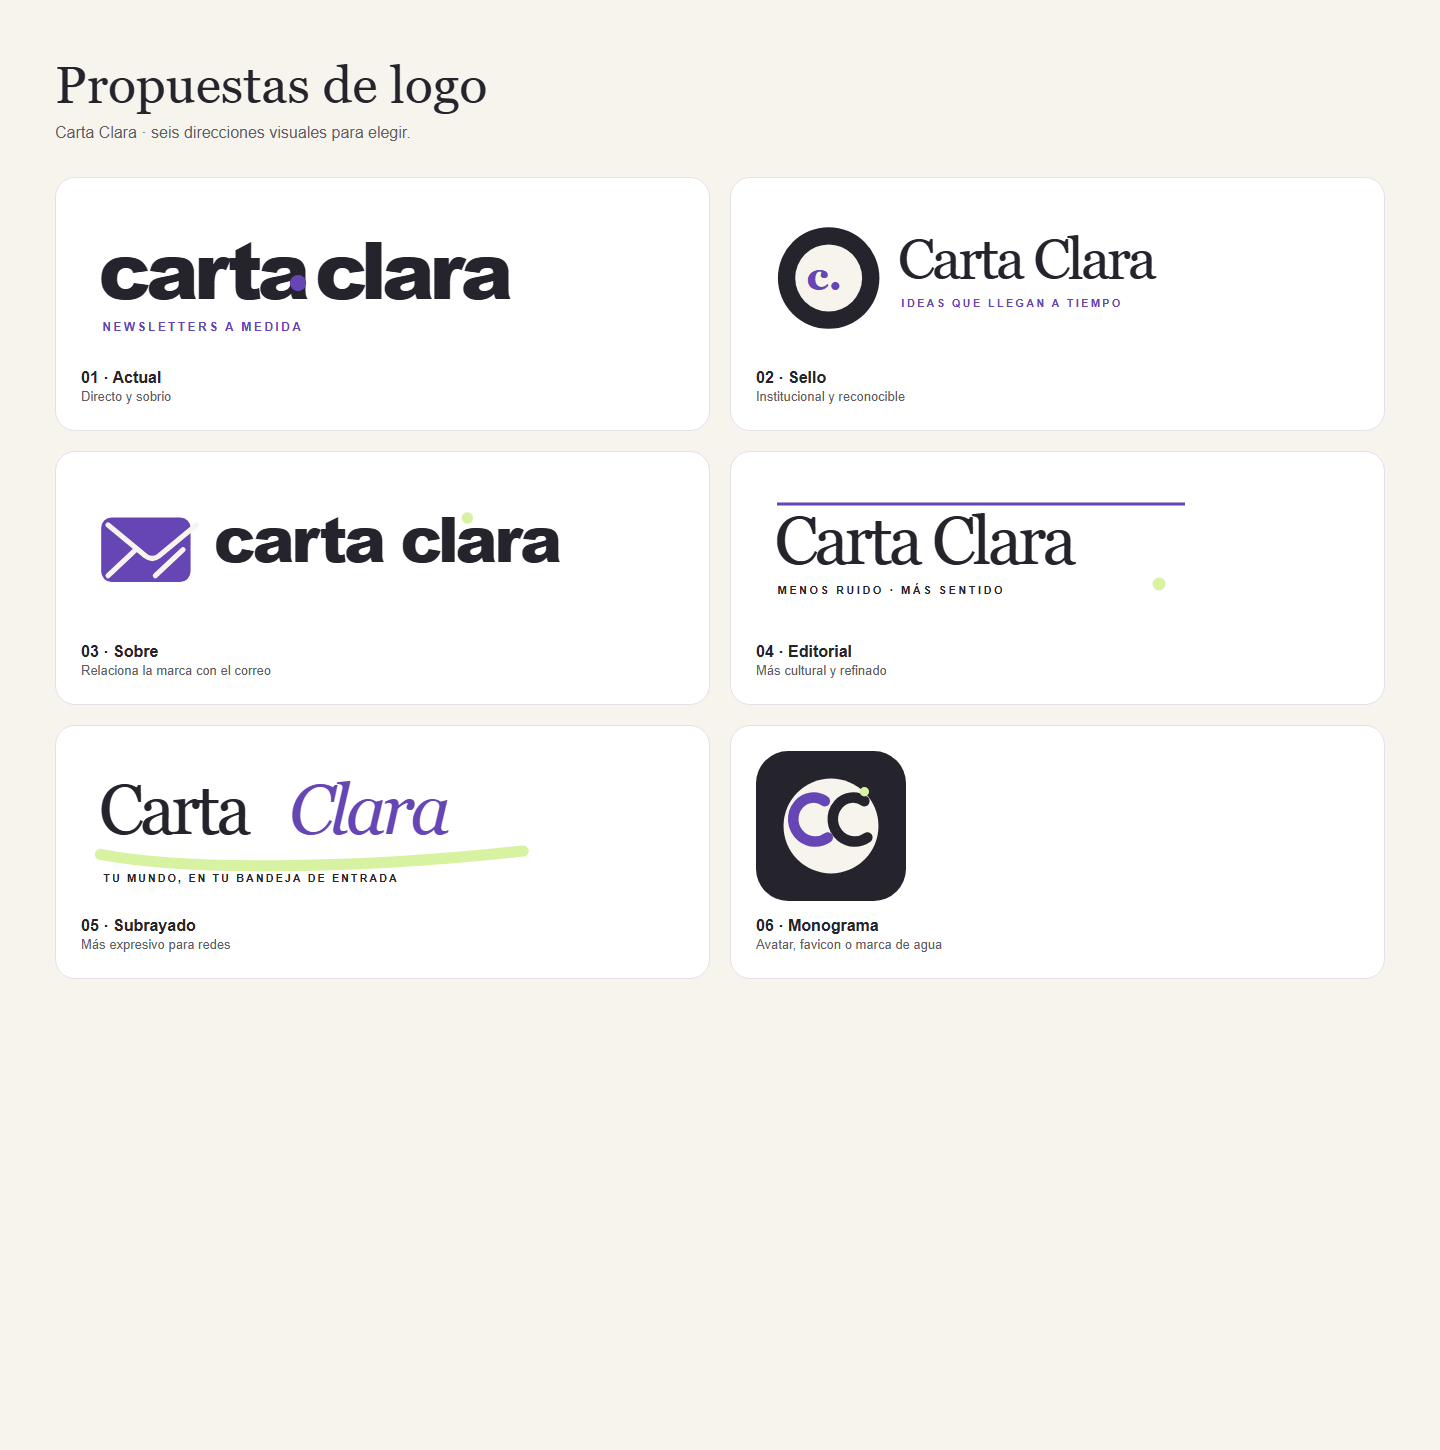 Propuestas de logo
Carta Clara · seis direcciones visuales para elegir.
carta clara
NEWSLETTERS A MEDIDA
01 · Actual
Directo y sobrio
c.
Carta Clara
IDEAS QUE LLEGAN A TIEMPO
02 · Sello
Institucional y reconocible
carta clara
03 · Sobre
Relaciona la marca con el correo
Carta Clara
MENOS RUIDO · MÁS SENTIDO
04 · Editorial
Más cultural y refinado
Carta Clara
TU MUNDO, EN TU BANDEJA DE ENTRADA
05 · Subrayado
Más expresivo para redes
CC
06 · Monograma
Avatar, favicon o marca de agua